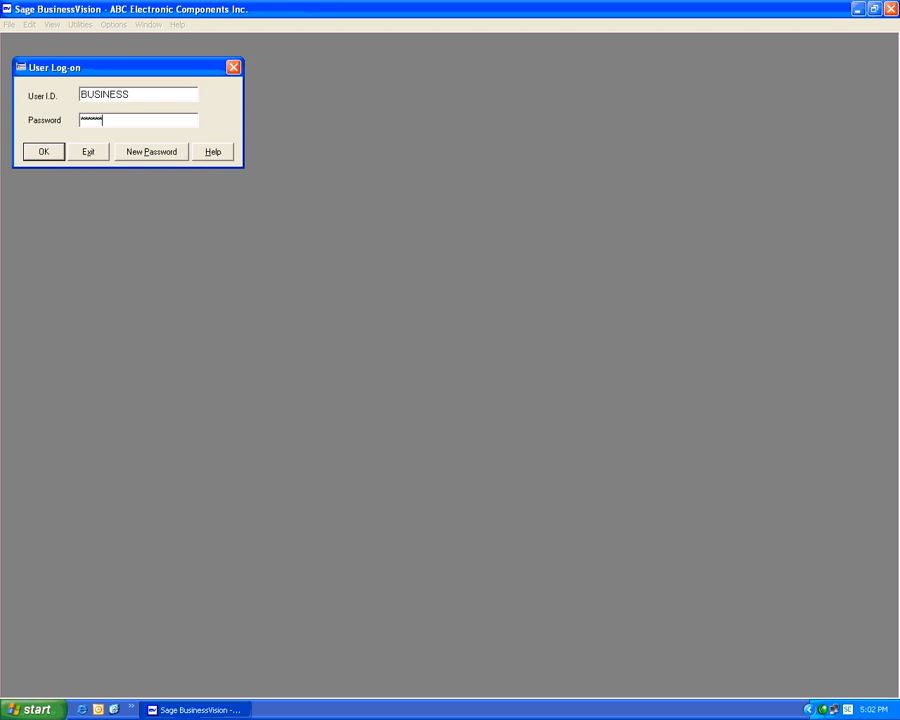 Sage BusinessVision - ABC Electronic Components Inc.
File Edit View Utilities Options Window Help
User Log-on
User I.D. BUSINESS
Password ******
OK Exit New Password Help
start Sage BusinessVision -... SE 5:02 PM